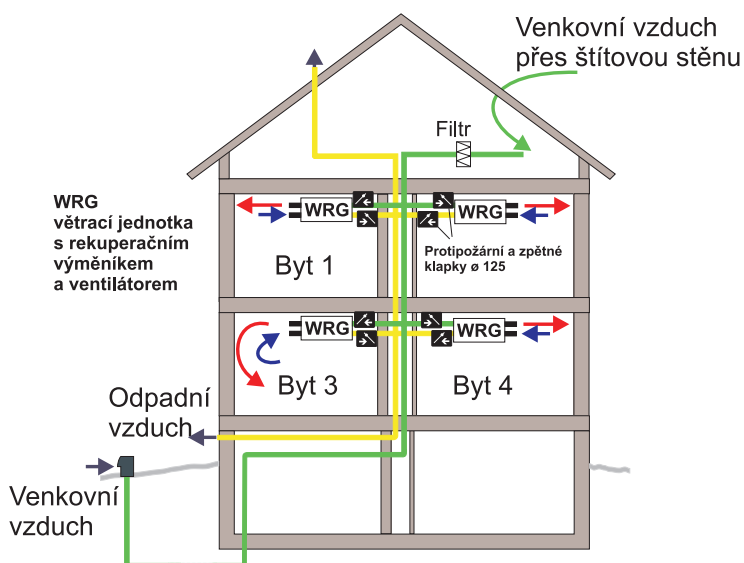 Venkovní vzduch
přes štítovou stěnu
Filtr
WRG
větrací jednotka
s rekuperačním
výměníkem
a ventilátorem
WRG
WRG
Protipožární a zpětné
klapky ø 125
Byt 1
WRG
WRG
Byt 3
Byt 4
Odpadní
vzduch
Venkovní
vzduch